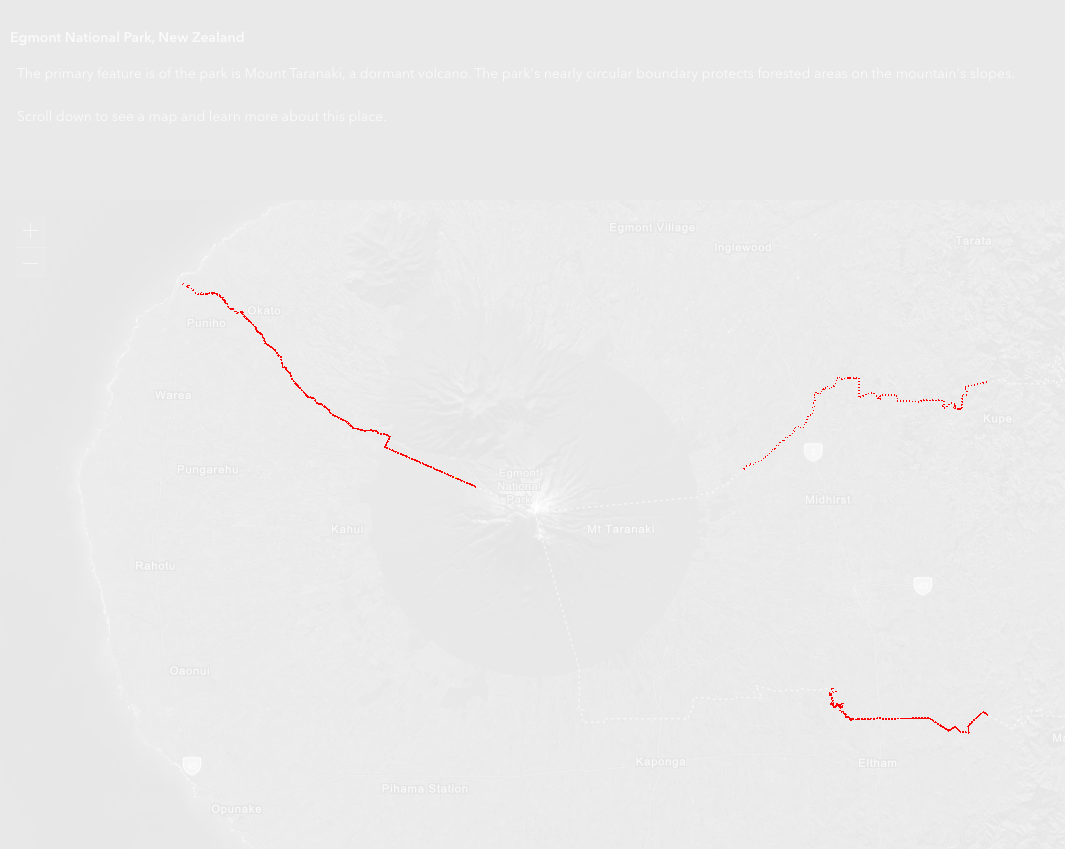 Egmont National Park, New Zealand
The primary feature is of the park is Mount Taranaki, a dormant volcano. The park's nearly circular boundary protects forested areas on the mountain's slopes.
Scroll down to see a map and learn more about this place.
Egmont Village
Inglewood
Tarata
Okato
Puniho
Warea
Kupe
Pungarehu
Egmont
National
Park
Midhirst
Kahui
Mt Taranaki
Rahotu
Oaonui
Kaponga
Eltham
Pihama Station
Opunake